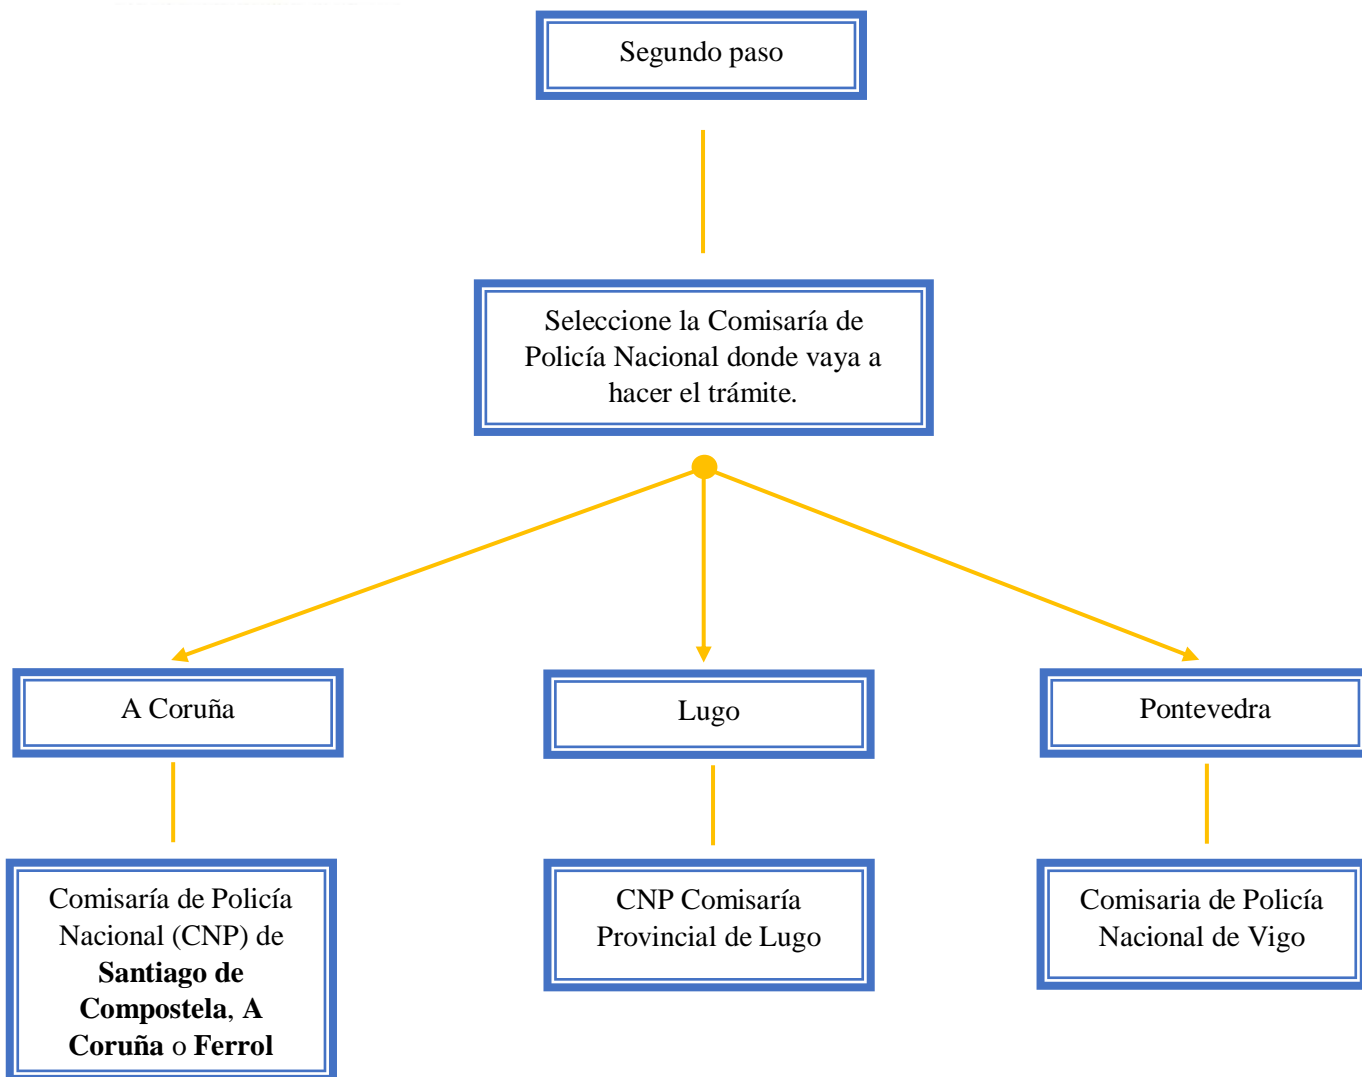 Segundo paso
Seleccione la Comisaría de
Policía Nacional donde vaya a
hacer el trámite.
A Coruña
Lugo
Pontevedra
Comisaría de Policía
Nacional (CNP) de
Santiago de
Compostela, A
Coruña o Ferrol
CNP Comisaría
Provincial de Lugo
Comisaria de Policía
Nacional de Vigo